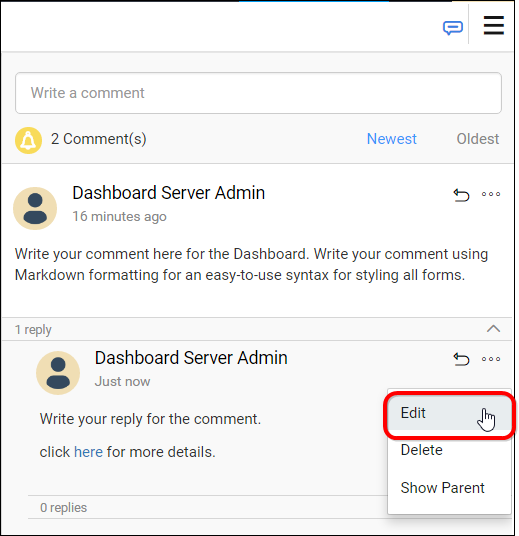 Write a comment
2 Comment(s) Newest Oldest
Dashboard Server Admin
16 minutes ago
Write your comment here for the Dashboard. Write your comment using
Markdown formatting for an easy-to-use syntax for styling all forms.
1 reply
Dashboard Server Admin
Just now
Write your reply for the comment.
click here for more details.
0 replies
Edit
Delete
Show Parent